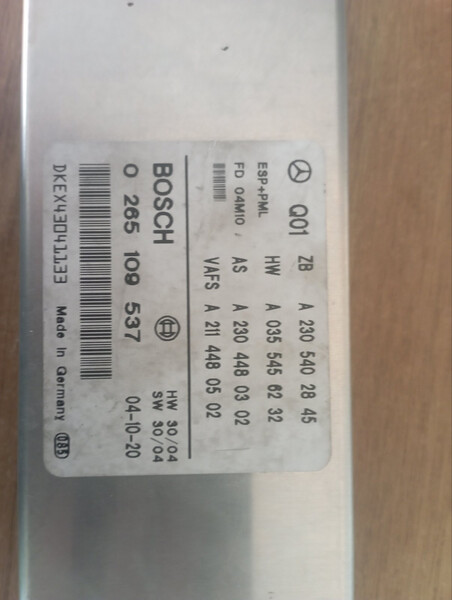 Q01 ZB A 230 540 28 45
ESP+PML HW A 035 545 62 32
FD 04M10 AS A 230 448 03 02
VAFS A 211 448 05 02
BOSCH HW 30/04
SW 30/04
0 265 109 537 04-10-20
DKEX43041133 Made In Germany 085